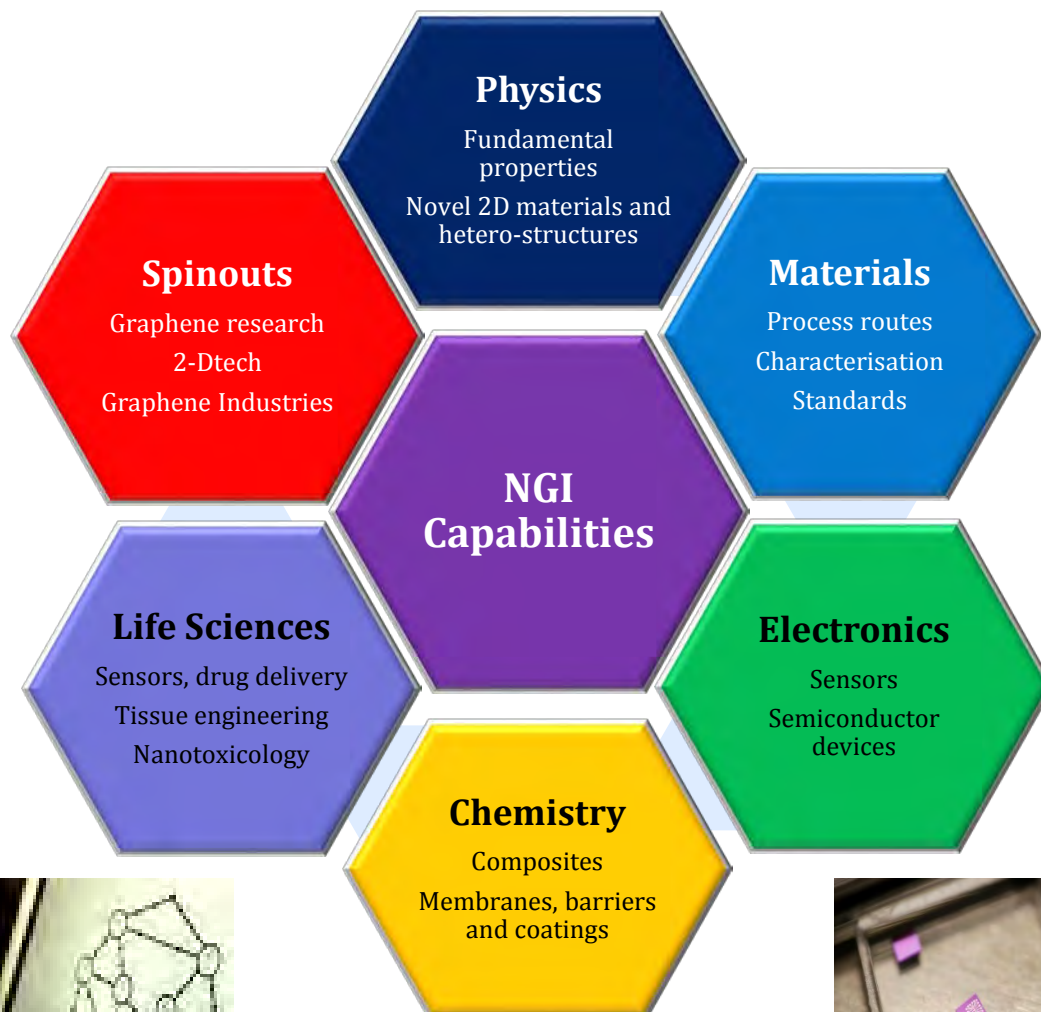 Physics
Fundamental
properties
Novel 2D materials and
hetero-structures
Spinouts
Graphene research
2-Dtech
Graphene Industries
Materials
Process routes
Characterisation
Standards
NGI
Capabilities
Life Sciences
Sensors, drug delivery
Tissue engineering
Nanotoxicology
Electronics
Sensors
Semiconductor
devices
Chemistry
Composites
Membranes, barriers
and coatings